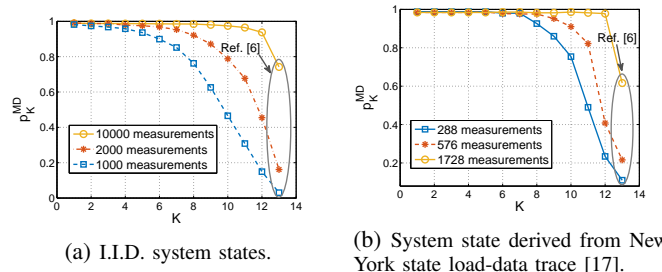 1
0.8
0.6
0.4
0.2
0
p_K^MD
Ref. [6]
10000 measurements
2000 measurements
1000 measurements
0 2 4 6 8 10 12 14
K
(a) I.I.D. system states.
1
0.8
0.6
0.4
0.2
p_K^MD
Ref. [6]
288 measurements
576 measurements
1728 measurements
0 2 4 6 8 10 12 14
K
(b) System state derived from New
York state load-data trace [17].